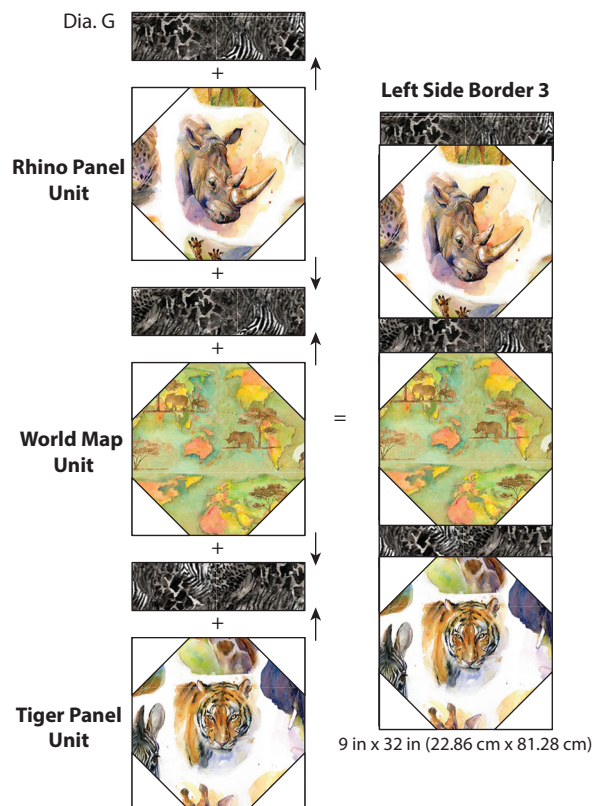 Dia. G
+
Left Side Border 3
Rhino Panel
Unit
+
+
World Map
Unit
=
+
+
Tiger Panel
Unit
9 in x 32 in (22.86 cm x 81.28 cm)